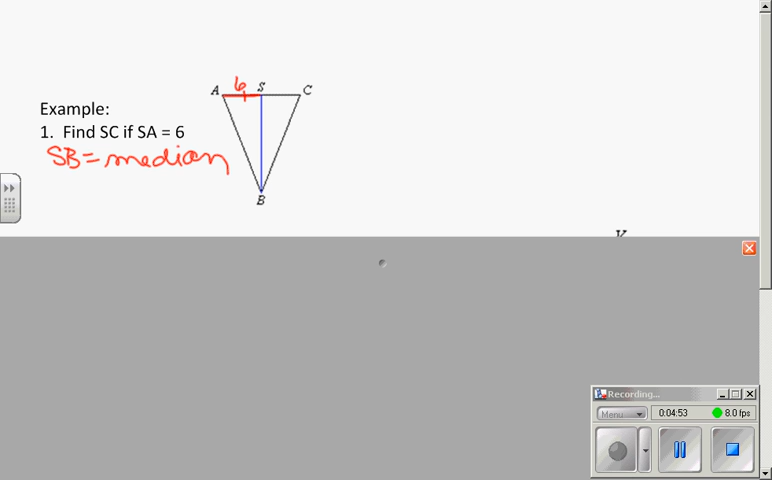 6
A S C
Example:
1. Find SC if SA = 6
SB = median
B
Recording...
Menu
0:04:53
8.0 fps